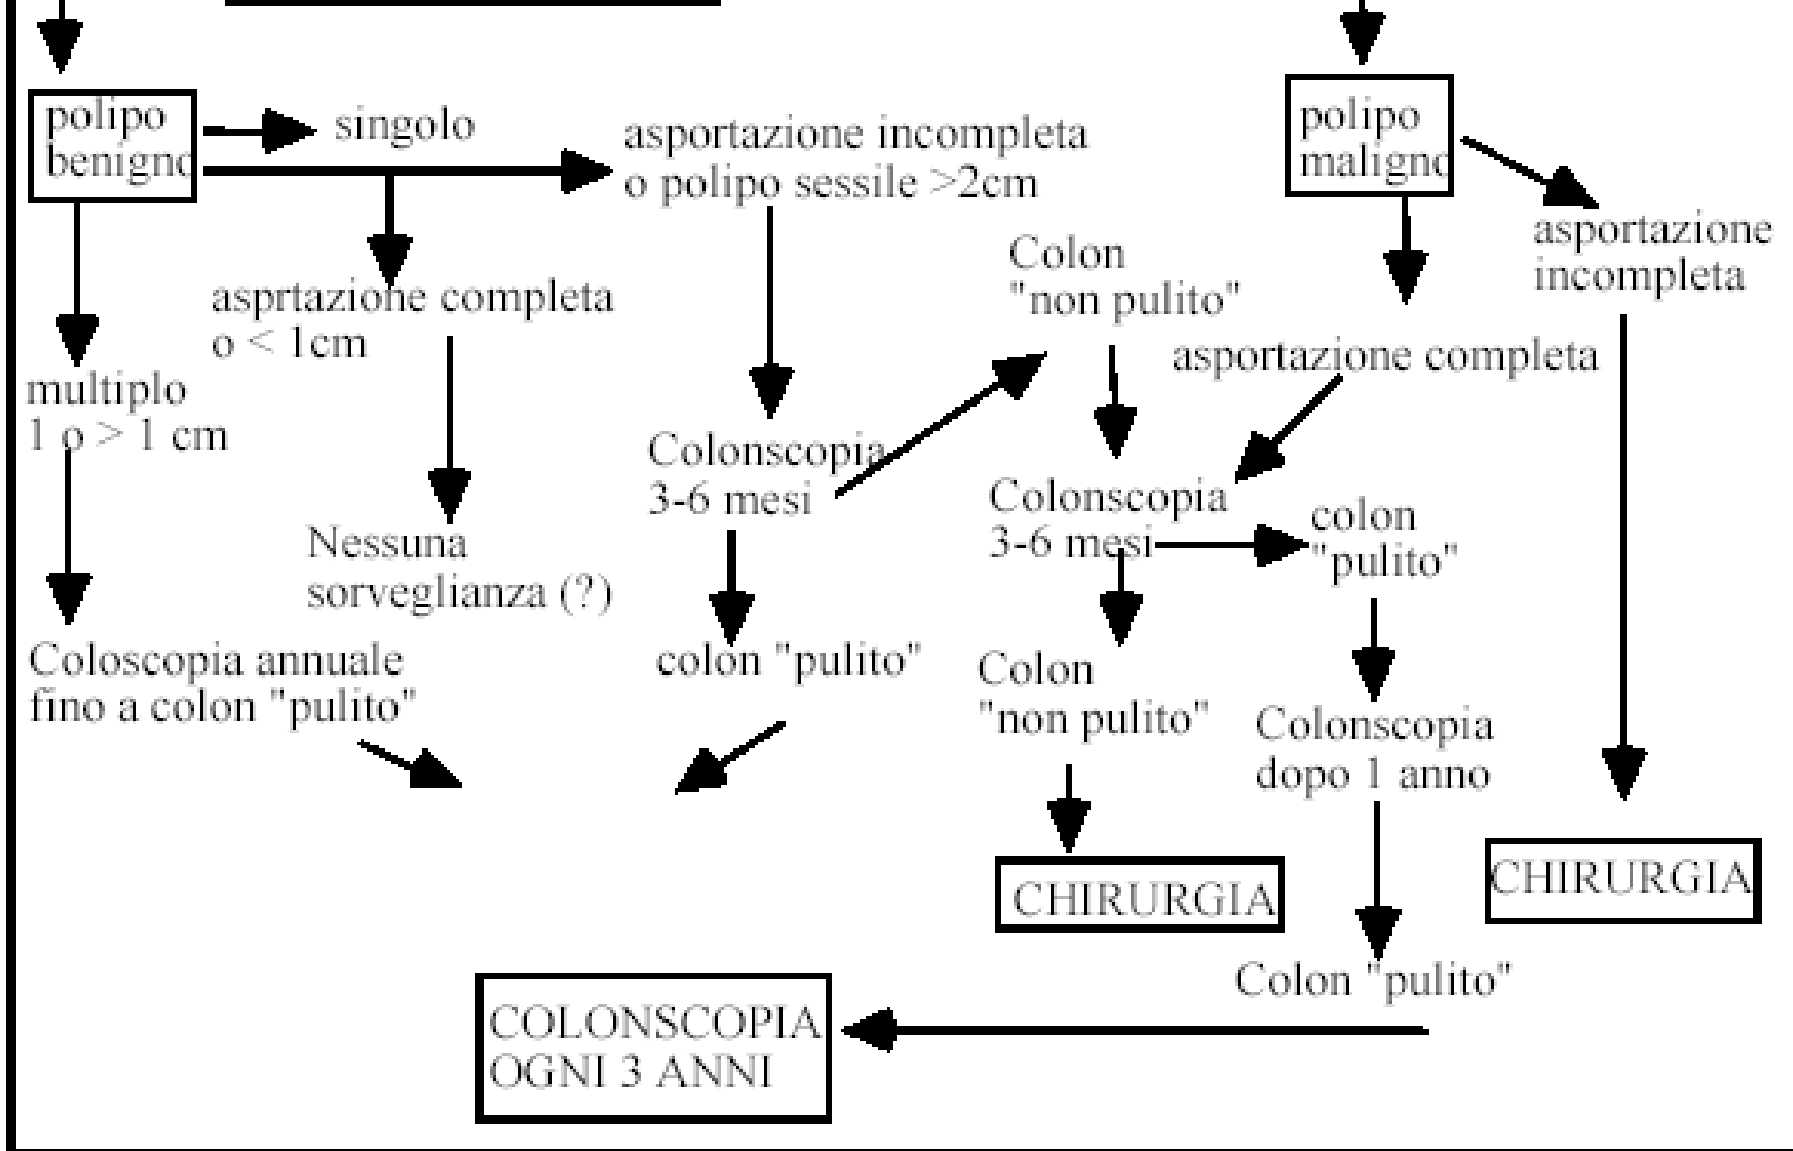 polipo
benigno
singolo
asportazione incompleta
o polipo sessile >2cm
polipo
maligno
asportazione
incompleta
Colon
"non pulito"
asprtazione completa
o < 1cm
asportazione completa
multiplo
1 o > 1 cm
Colonscopia
3-6 mesi
Colonscopia
3-6 mesi
colon
"pulito"
Nessuna
sorveglianza (?)
Coloscopia annuale
fino a colon "pulito"
colon "pulito"
Colon
"non pulito"
Colonscopia
dopo 1 anno
CHIRURGIA
CHIRURGIA
Colon "pulito"
COLONSCOPIA
OGNI 3 ANNI